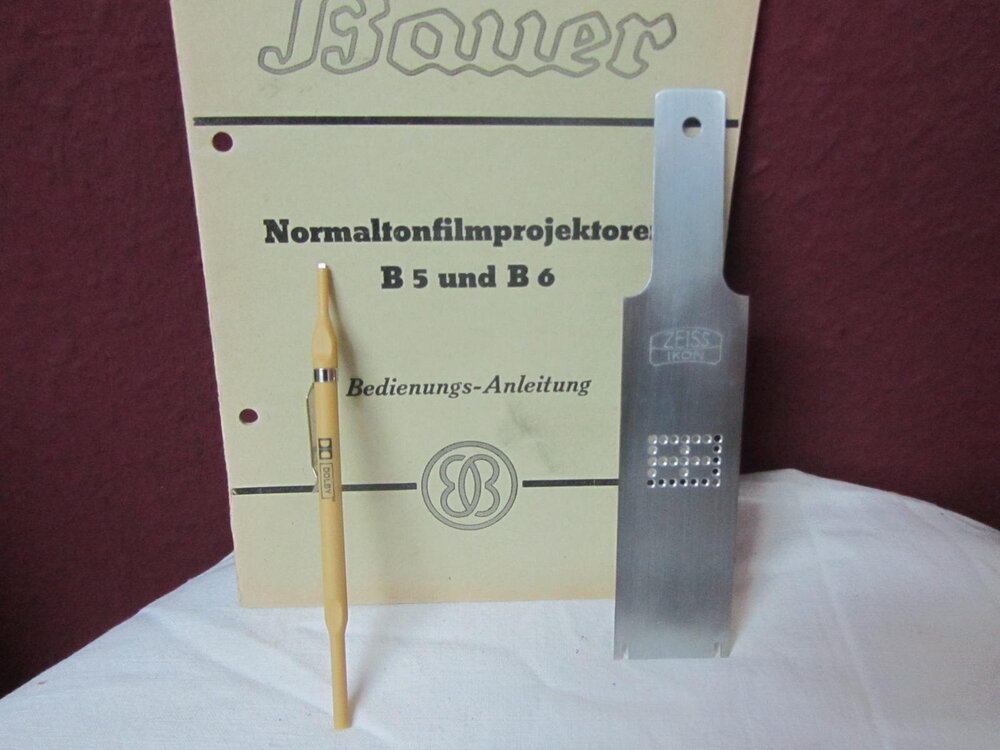 Bauer
Normaltonfilmprojektore
B 5 und B 6
Bedienungs-Anleitung
DOLBY
ZEISS
IKON